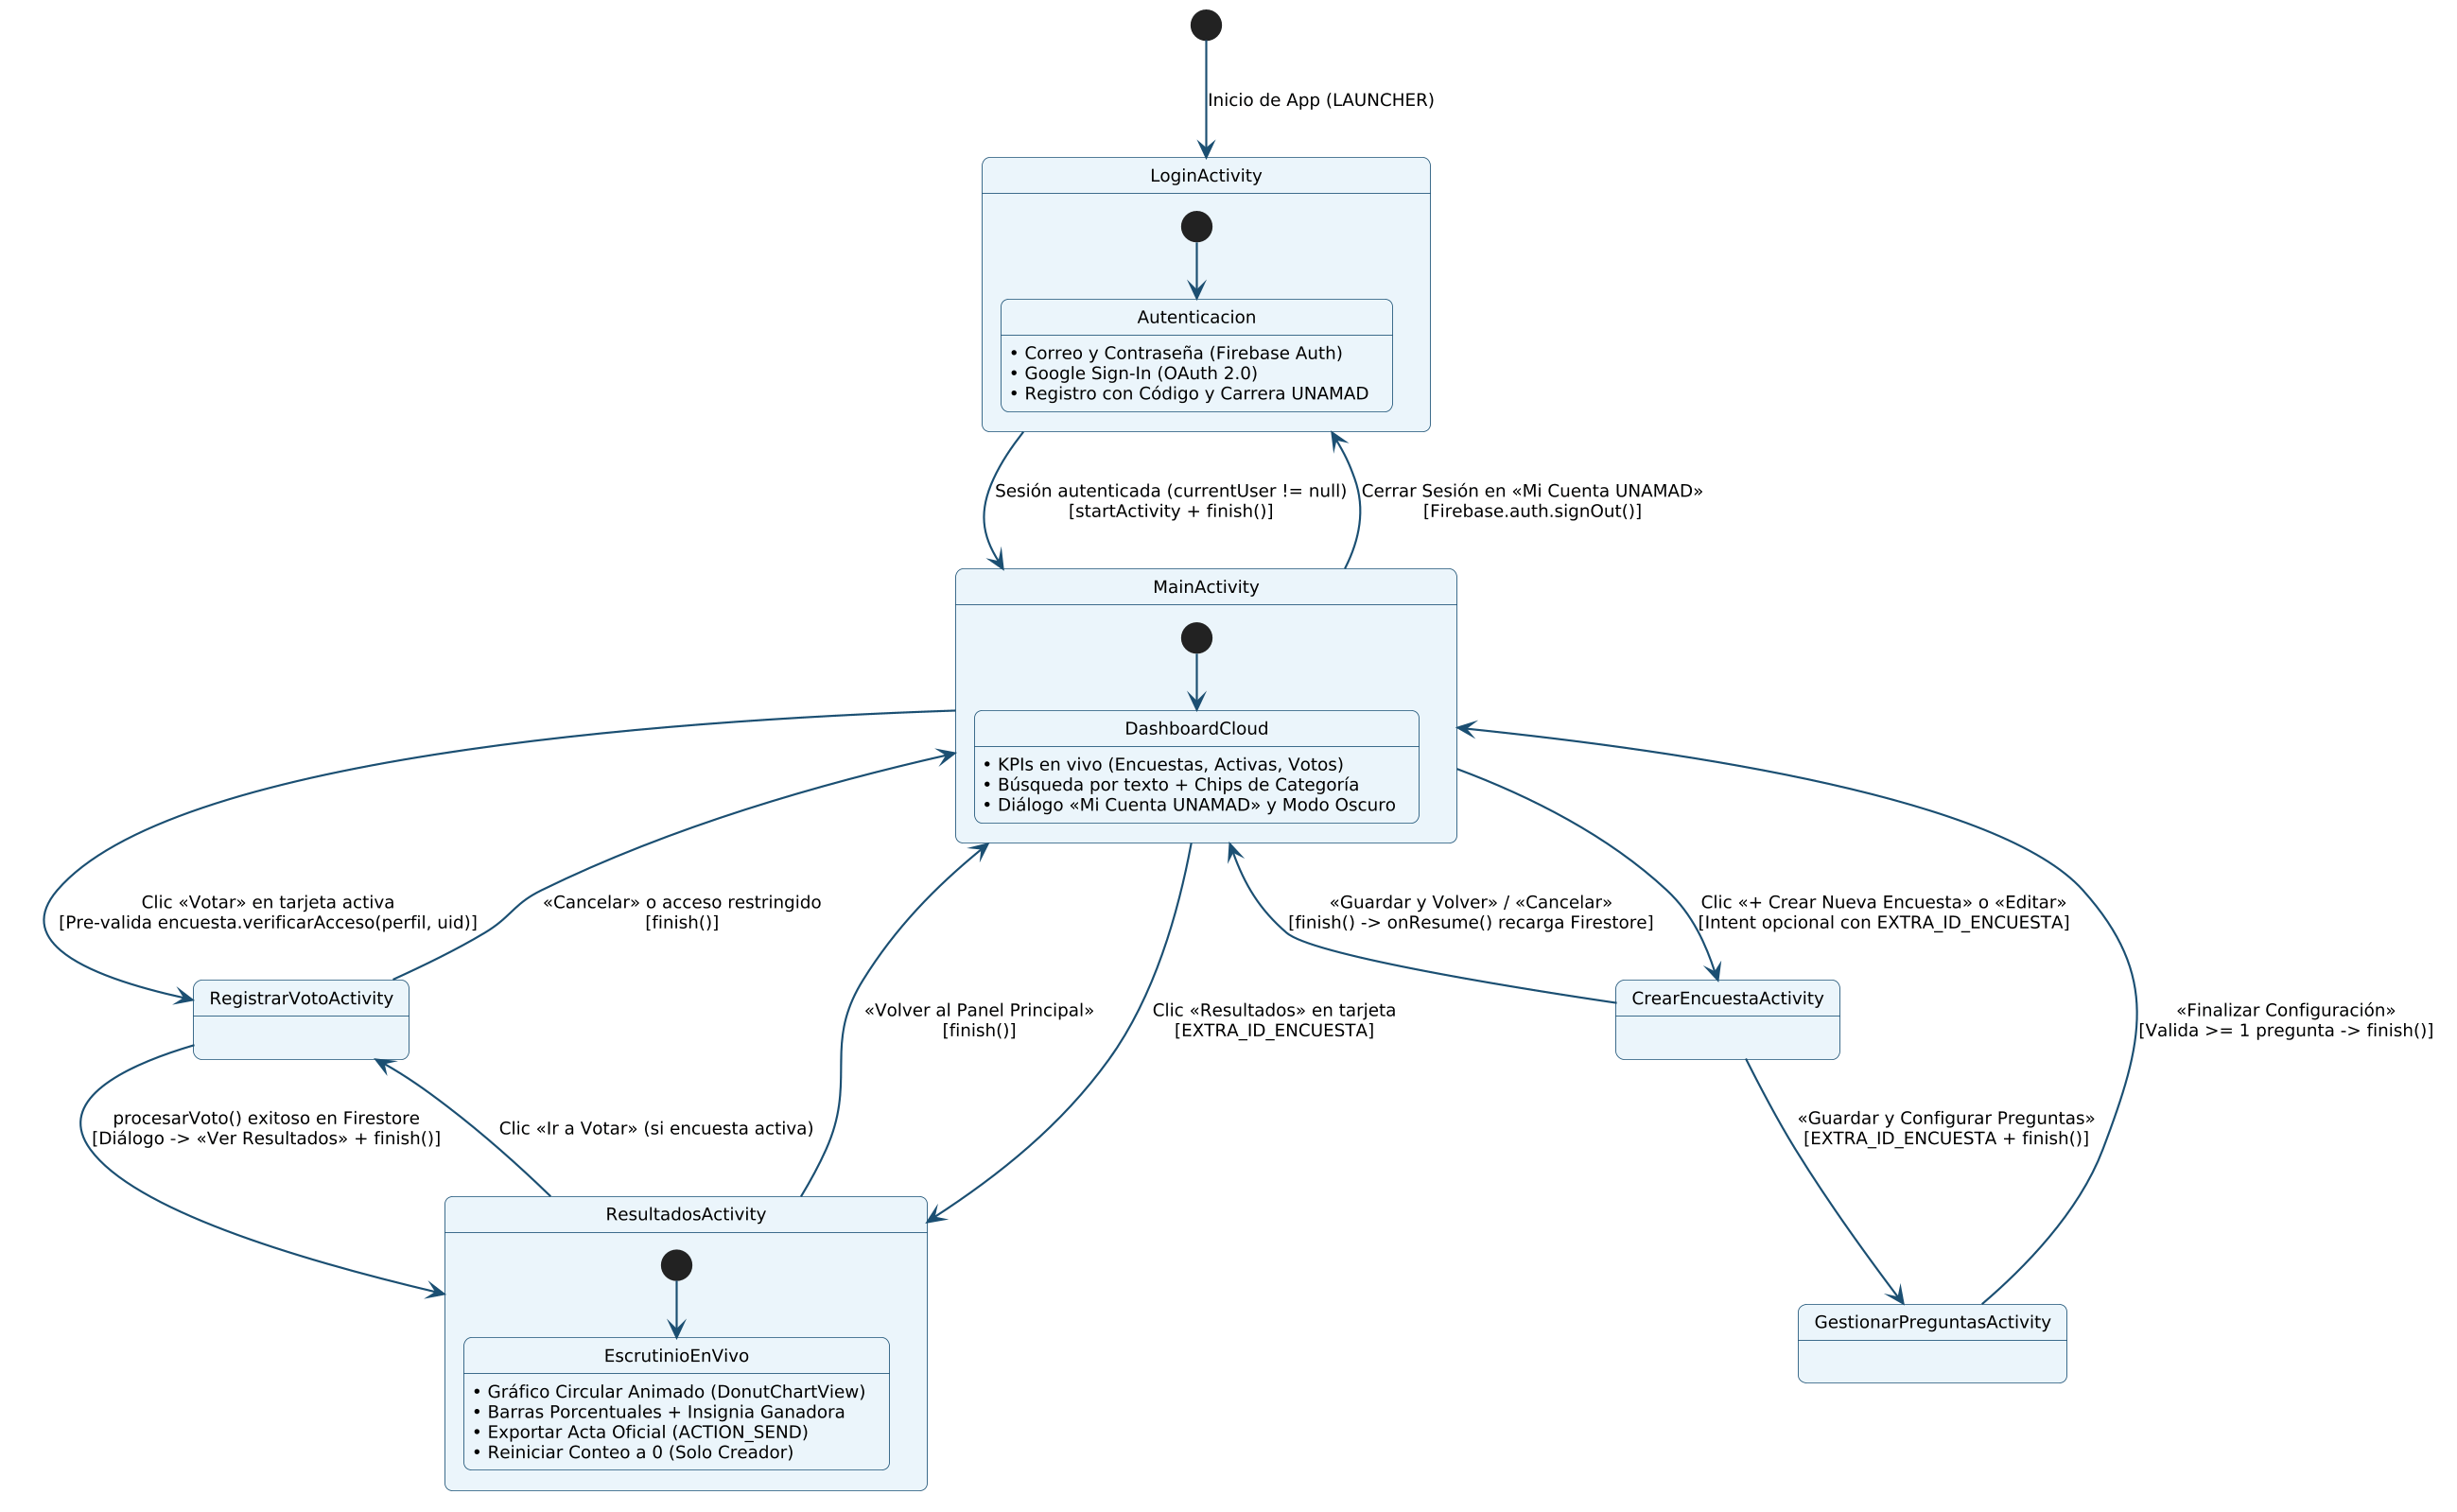 Inicio de App (LAUNCHER)
LoginActivity
Autenticacion
• Correo y Contraseña (Firebase Auth)
• Google Sign-In (OAuth 2.0)
• Registro con Código y Carrera UNAMAD
Sesión autenticada (currentUser != null)
[startActivity + finish()]
Cerrar Sesión en «Mi Cuenta UNAMAD»
[Firebase.auth.signOut()]
MainActivity
DashboardCloud
• KPIs en vivo (Encuestas, Activas, Votos)
• Búsqueda por texto + Chips de Categoría
• Diálogo «Mi Cuenta UNAMAD» y Modo Oscuro
Clic «Votar» en tarjeta activa
[Pre-valida encuesta.verificarAcceso(perfil, uid)]
«Cancelar» o acceso restringido
[finish()]
«Guardar y Volver» / «Cancelar»
[finish() -> onResume() recarga Firestore]
Clic «+ Crear Nueva Encuesta» o «Editar»
[Intent opcional con EXTRA_ID_ENCUESTA]
RegistrarVotoActivity
«Volver al Panel Principal»
[finish()]
Clic «Resultados» en tarjeta
[EXTRA_ID_ENCUESTA]
CrearEncuestaActivity
«Finalizar Configuración»
[Valida >= 1 pregunta -> finish()]
procesarVoto() exitoso en Firestore
[Diálogo -> «Ver Resultados» + finish()]
Clic «Ir a Votar» (si encuesta activa)
«Guardar y Configurar Preguntas»
[EXTRA_ID_ENCUESTA + finish()]
ResultadosActivity
EscrutinioEnVivo
• Gráfico Circular Animado (DonutChartView)
• Barras Porcentuales + Insignia Ganadora
• Exportar Acta Oficial (ACTION_SEND)
• Reiniciar Conteo a 0 (Solo Creador)
GestionarPreguntasActivity